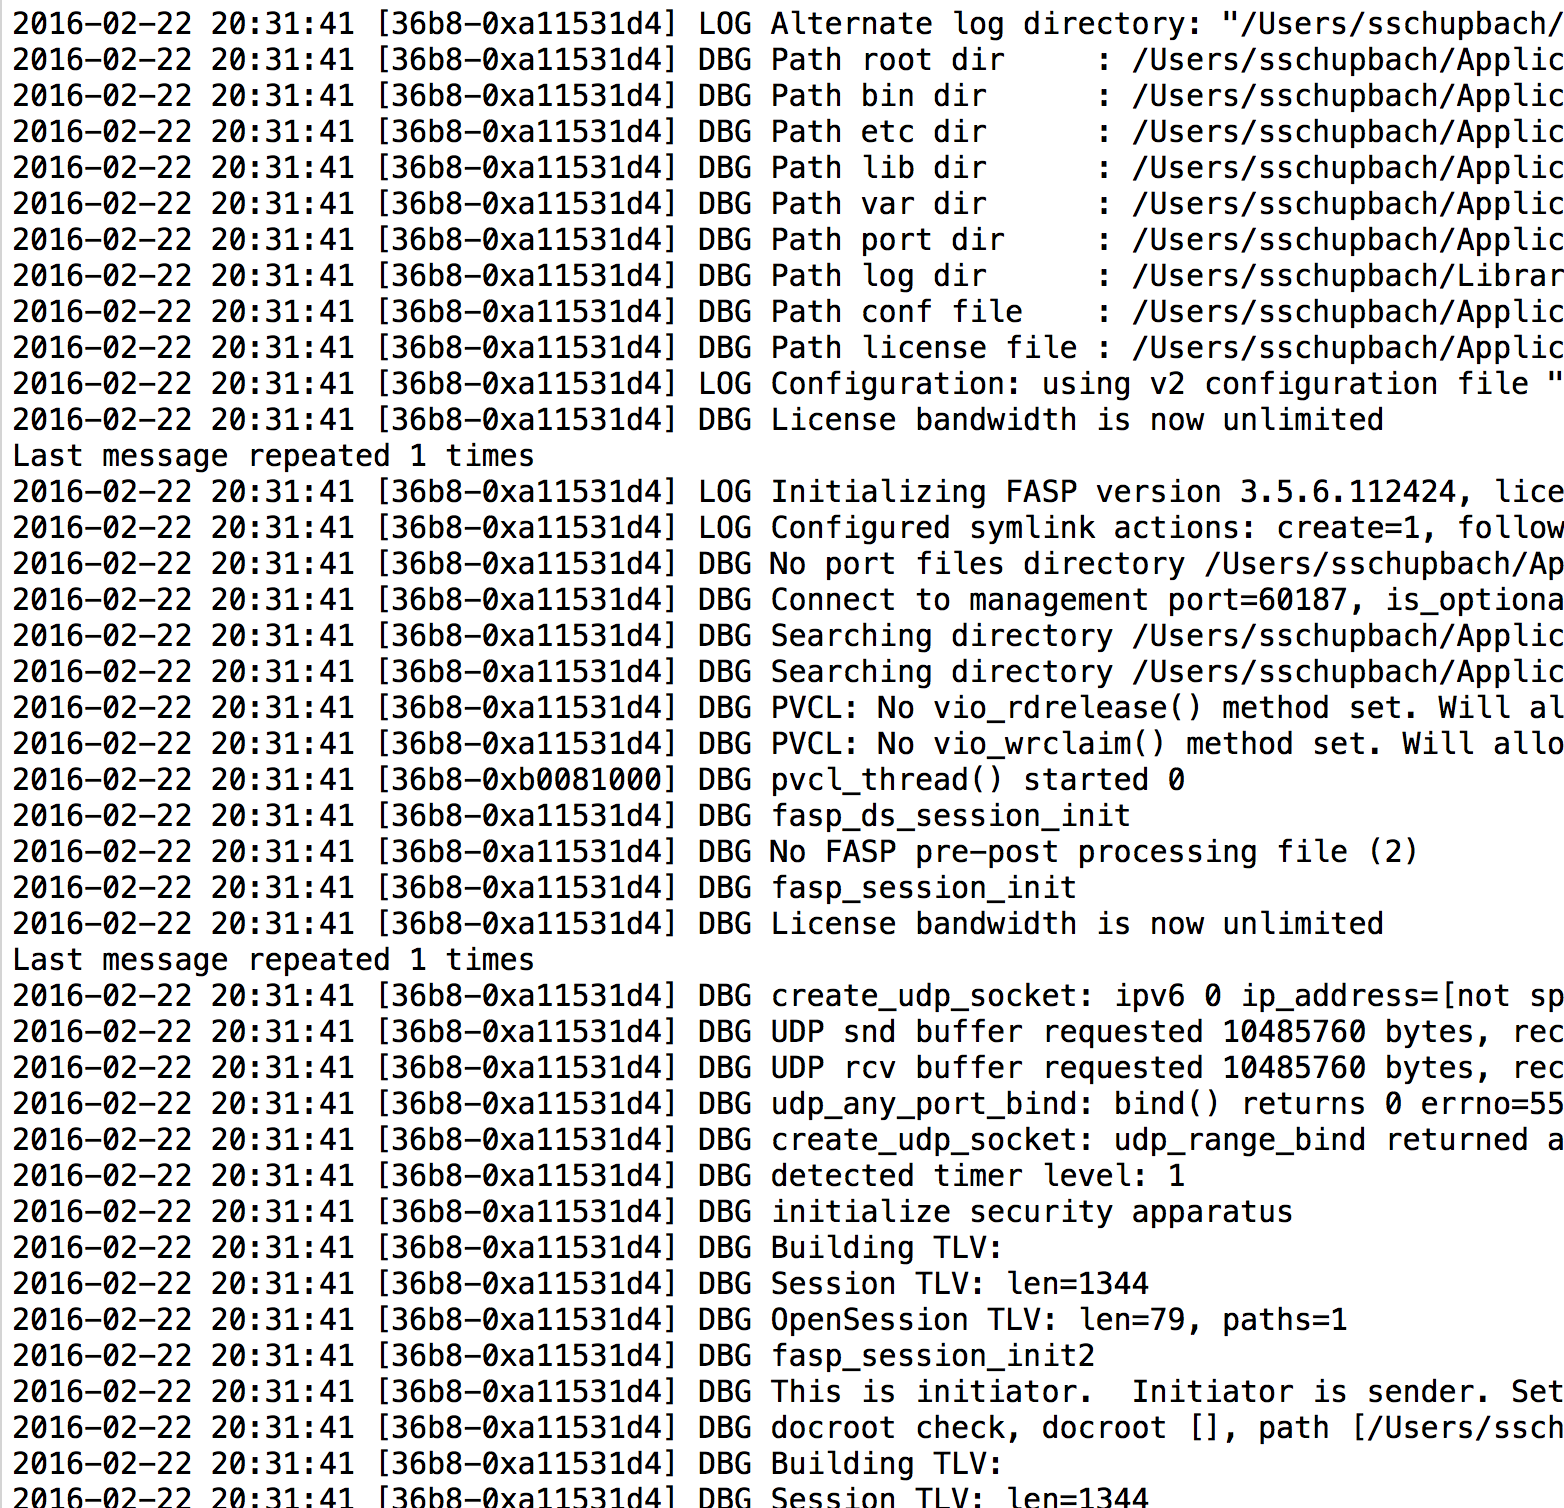 2016-02-22 20:31:41 [36b8-0xa11531d4] LOG Alternate log directory: "/Users/sschupbach/
2016-02-22 20:31:41 [36b8-0xa11531d4] DBG Path root dir     : /Users/sschupbach/Applic
2016-02-22 20:31:41 [36b8-0xa11531d4] DBG Path bin dir      : /Users/sschupbach/Applic
2016-02-22 20:31:41 [36b8-0xa11531d4] DBG Path etc dir      : /Users/sschupbach/Applic
2016-02-22 20:31:41 [36b8-0xa11531d4] DBG Path lib dir      : /Users/sschupbach/Applic
2016-02-22 20:31:41 [36b8-0xa11531d4] DBG Path var dir      : /Users/sschupbach/Applic
2016-02-22 20:31:41 [36b8-0xa11531d4] DBG Path port dir     : /Users/sschupbach/Applic
2016-02-22 20:31:41 [36b8-0xa11531d4] DBG Path log dir      : /Users/sschupbach/Librar
2016-02-22 20:31:41 [36b8-0xa11531d4] DBG Path conf file    : /Users/sschupbach/Applic
2016-02-22 20:31:41 [36b8-0xa11531d4] DBG Path license file : /Users/sschupbach/Applic
2016-02-22 20:31:41 [36b8-0xa11531d4] LOG Configuration: using v2 configuration file "
2016-02-22 20:31:41 [36b8-0xa11531d4] DBG License bandwidth is now unlimited
Last message repeated 1 times
2016-02-22 20:31:41 [36b8-0xa11531d4] LOG Initializing FASP version 3.5.6.112424, lice
2016-02-22 20:31:41 [36b8-0xa11531d4] LOG Configured symlink actions: create=1, follow
2016-02-22 20:31:41 [36b8-0xa11531d4] DBG No port files directory /Users/sschupbach/Ap
2016-02-22 20:31:41 [36b8-0xa11531d4] DBG Connect to management port=60187, is_optiona
2016-02-22 20:31:41 [36b8-0xa11531d4] DBG Searching directory /Users/sschupbach/Applic
2016-02-22 20:31:41 [36b8-0xa11531d4] DBG Searching directory /Users/sschupbach/Applic
2016-02-22 20:31:41 [36b8-0xa11531d4] DBG PVCL: No vio_rdrelease() method set. Will al
2016-02-22 20:31:41 [36b8-0xa11531d4] DBG PVCL: No vio_wrclaim() method set. Will allo
2016-02-22 20:31:41 [36b8-0xb0081000] DBG pvcl_thread() started 0
2016-02-22 20:31:41 [36b8-0xa11531d4] DBG fasp_ds_session_init
2016-02-22 20:31:41 [36b8-0xa11531d4] DBG No FASP pre-post processing file (2)
2016-02-22 20:31:41 [36b8-0xa11531d4] DBG fasp_session_init
2016-02-22 20:31:41 [36b8-0xa11531d4] DBG License bandwidth is now unlimited
Last message repeated 1 times
2016-02-22 20:31:41 [36b8-0xa11531d4] DBG create_udp_socket: ipv6 0 ip_address=[not sp
2016-02-22 20:31:41 [36b8-0xa11531d4] DBG UDP snd buffer requested 10485760 bytes, rec
2016-02-22 20:31:41 [36b8-0xa11531d4] DBG UDP rcv buffer requested 10485760 bytes, rec
2016-02-22 20:31:41 [36b8-0xa11531d4] DBG udp_any_port_bind: bind() returns 0 errno=55
2016-02-22 20:31:41 [36b8-0xa11531d4] DBG create_udp_socket: udp_range_bind returned a
2016-02-22 20:31:41 [36b8-0xa11531d4] DBG detected timer level: 1
2016-02-22 20:31:41 [36b8-0xa11531d4] DBG initialize security apparatus
2016-02-22 20:31:41 [36b8-0xa11531d4] DBG Building TLV:
2016-02-22 20:31:41 [36b8-0xa11531d4] DBG Session TLV: len=1344
2016-02-22 20:31:41 [36b8-0xa11531d4] DBG OpenSession TLV: len=79, paths=1
2016-02-22 20:31:41 [36b8-0xa11531d4] DBG fasp_session_init2
2016-02-22 20:31:41 [36b8-0xa11531d4] DBG This is initiator.  Initiator is sender. Set
2016-02-22 20:31:41 [36b8-0xa11531d4] DBG docroot check, docroot [], path [/Users/ssch
2016-02-22 20:31:41 [36b8-0xa11531d4] DBG Building TLV:
2016-02-22 20:31:41 [36b8-0xa11531d4] DBG Session TLV: len=1344